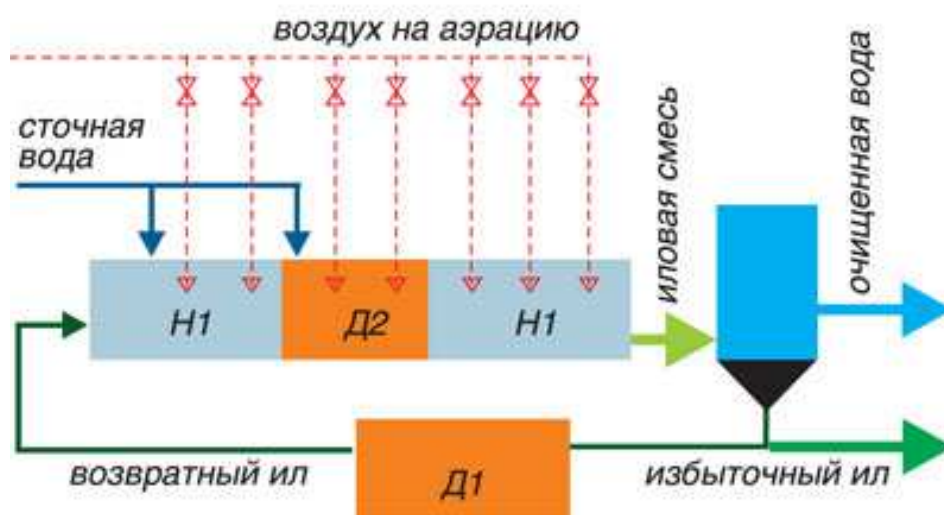 воздух на аэрацию
сточная
вода
иловая смесь
очищенная вода
Н1
Д2
Н1
возвратный ил
Д1
избыточный ил